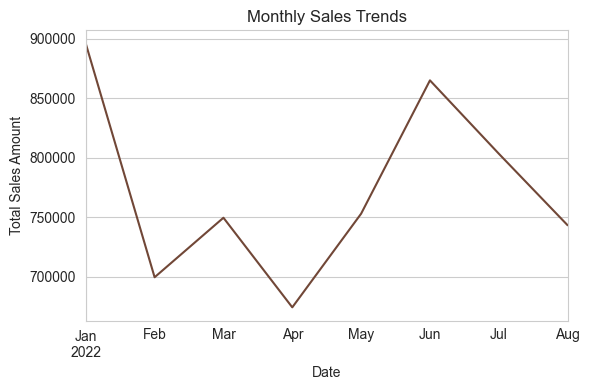 Monthly Sales Trends
Total Sales Amount
900000
850000
800000
750000
700000
Jan Feb Mar Apr May Jun Jul Aug
2022
Date